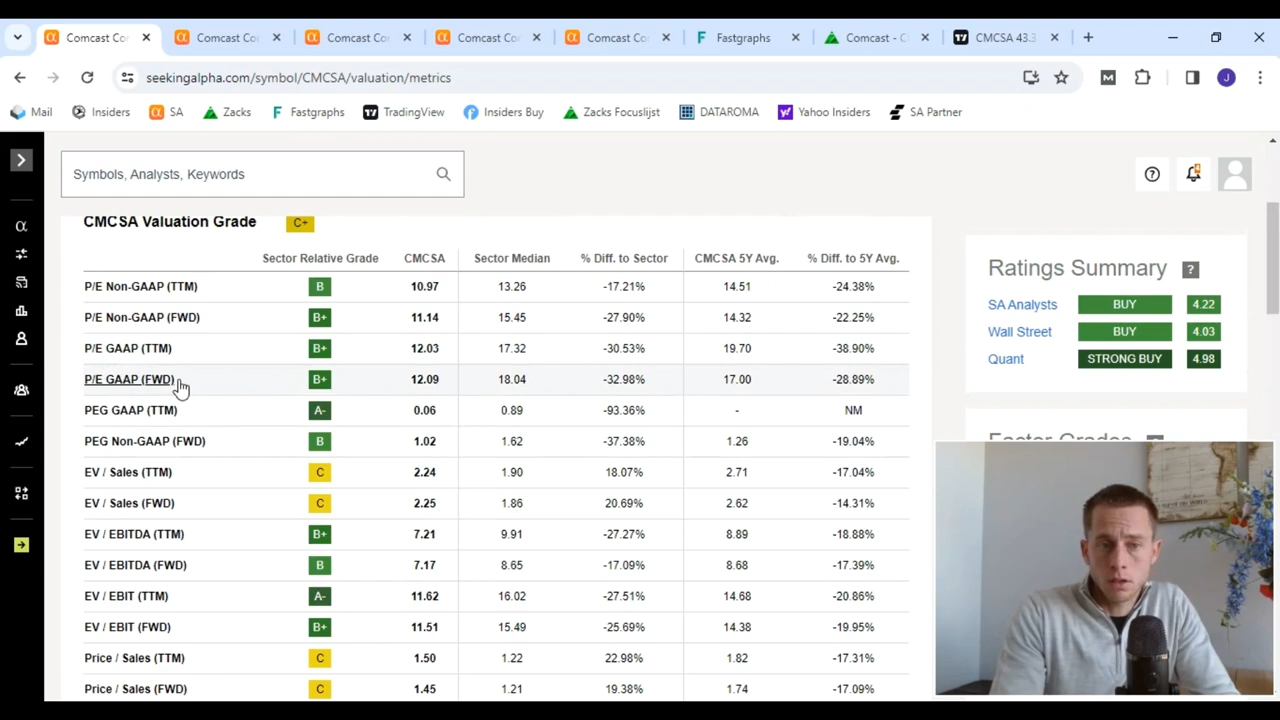 Comcast Cor
Comcast Co
Comcast Co
Comcast Co
Comcast Co
Fastgraphs
Comcast - C
CMCSA 43.3
seekingalpha.com/symbol/CMCSA/valuation/metrics
J
Mail Insiders SA Zacks Fastgraphs TradingView Insiders Buy Zacks Focuslijst DATAROMA Yahoo Insiders SA Partner
Symbols, Analysts, Keywords
CMCSA Valuation Grade C+
Sector Relative Grade CMCSA Sector Median % Diff. to Sector CMCSA 5Y Avg. % Diff. to 5Y Avg.
P/E Non-GAAP (TTM) B 10.97 13.26 -17.21% 14.51 -24.38%
P/E Non-GAAP (FWD) B+ 11.14 15.45 -27.90% 14.32 -22.25%
P/E GAAP (TTM) B+ 12.03 17.32 -30.53% 19.70 -38.90%
P/E GAAP (FWD) B+ 12.09 18.04 -32.98% 17.00 -28.89%
PEG GAAP (TTM) A- 0.06 0.89 -93.36% - NM
PEG Non-GAAP (FWD) B 1.02 1.62 -37.38% 1.26 -19.04%
EV / Sales (TTM) C 2.24 1.90 18.07% 2.71 -17.04%
EV / Sales (FWD) C 2.25 1.86 20.69% 2.62 -14.31%
EV / EBITDA (TTM) B+ 7.21 9.91 -27.27% 8.89 -18.88%
EV / EBITDA (FWD) B 7.17 8.65 -17.09% 8.68 -17.39%
EV / EBIT (TTM) A- 11.62 16.02 -27.51% 14.68 -20.86%
EV / EBIT (FWD) B+ 11.51 15.49 -25.69% 14.38 -19.95%
Price / Sales (TTM) C 1.50 1.22 22.98% 1.82 -17.31%
Price / Sales (FWD) C 1.45 1.21 19.38% 1.74 -17.09%
Ratings Summary ?
SA Analysts BUY 4.22
Wall Street BUY 4.03
Quant STRONG BUY 4.98
Factor Grades